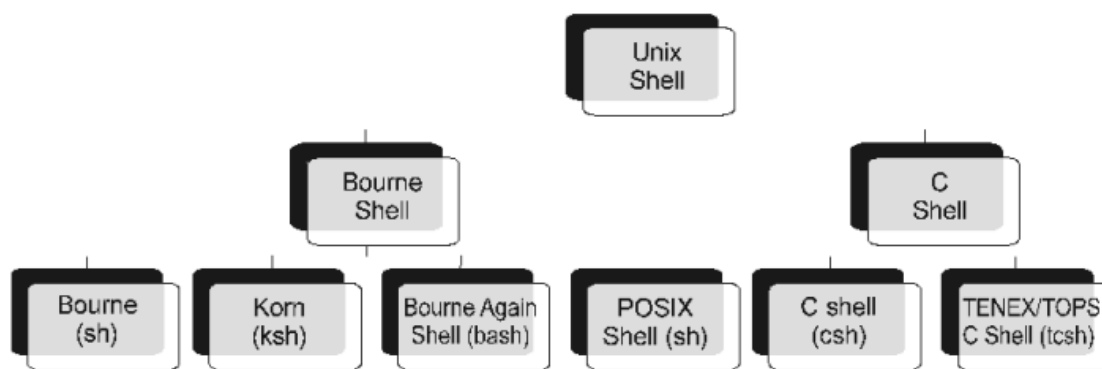 Unix
Shell
Bourne
Shell
C
Shell
Bourne
(sh)
Korn
(ksh)
Bourne Again
Shell (bash)
POSIX
Shell (sh)
C shell
(csh)
TENEX/TOPS
C Shell (tcsh)